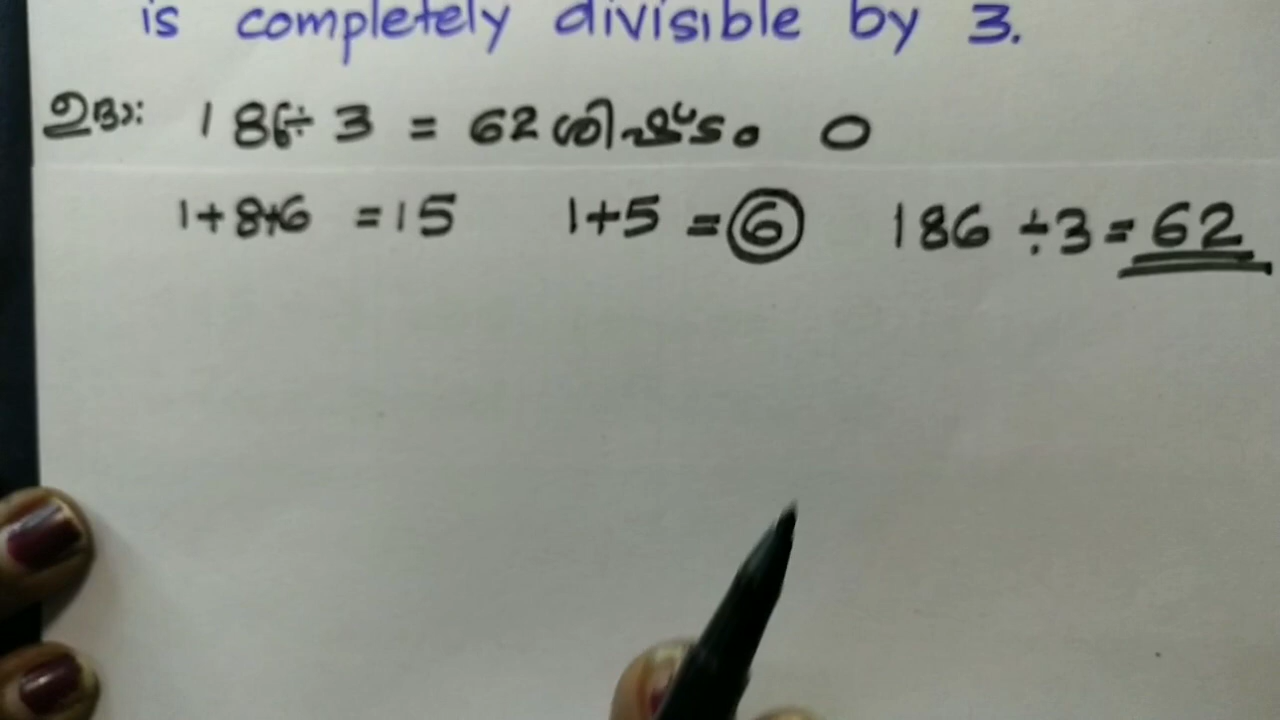 is completely divisible by 3.
ഉദാ: 186÷ 3 = 62 ശിഷ്ടം 0
1+8+6 = 15 1+5 = 6 186 ÷3 = 62